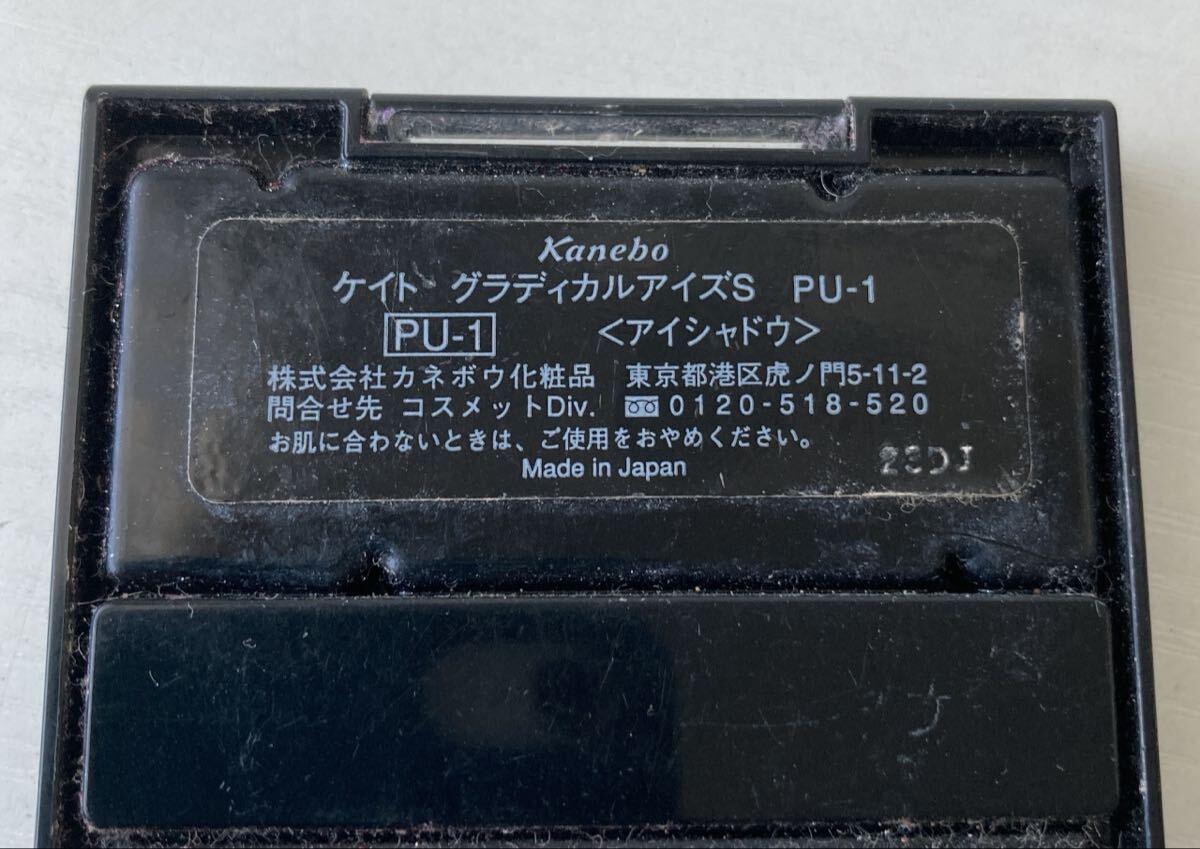 Kanebo
ケイト グラディカルアイズS PU-1
PU-1 <アイシャドウ>
株式会社カネボウ化粧品 東京都港区虎ノ門5-11-2
問合せ先 コスメットDiv. 0120-518-520
お肌に合わないときは、ご使用をおやめください。
Made in Japan